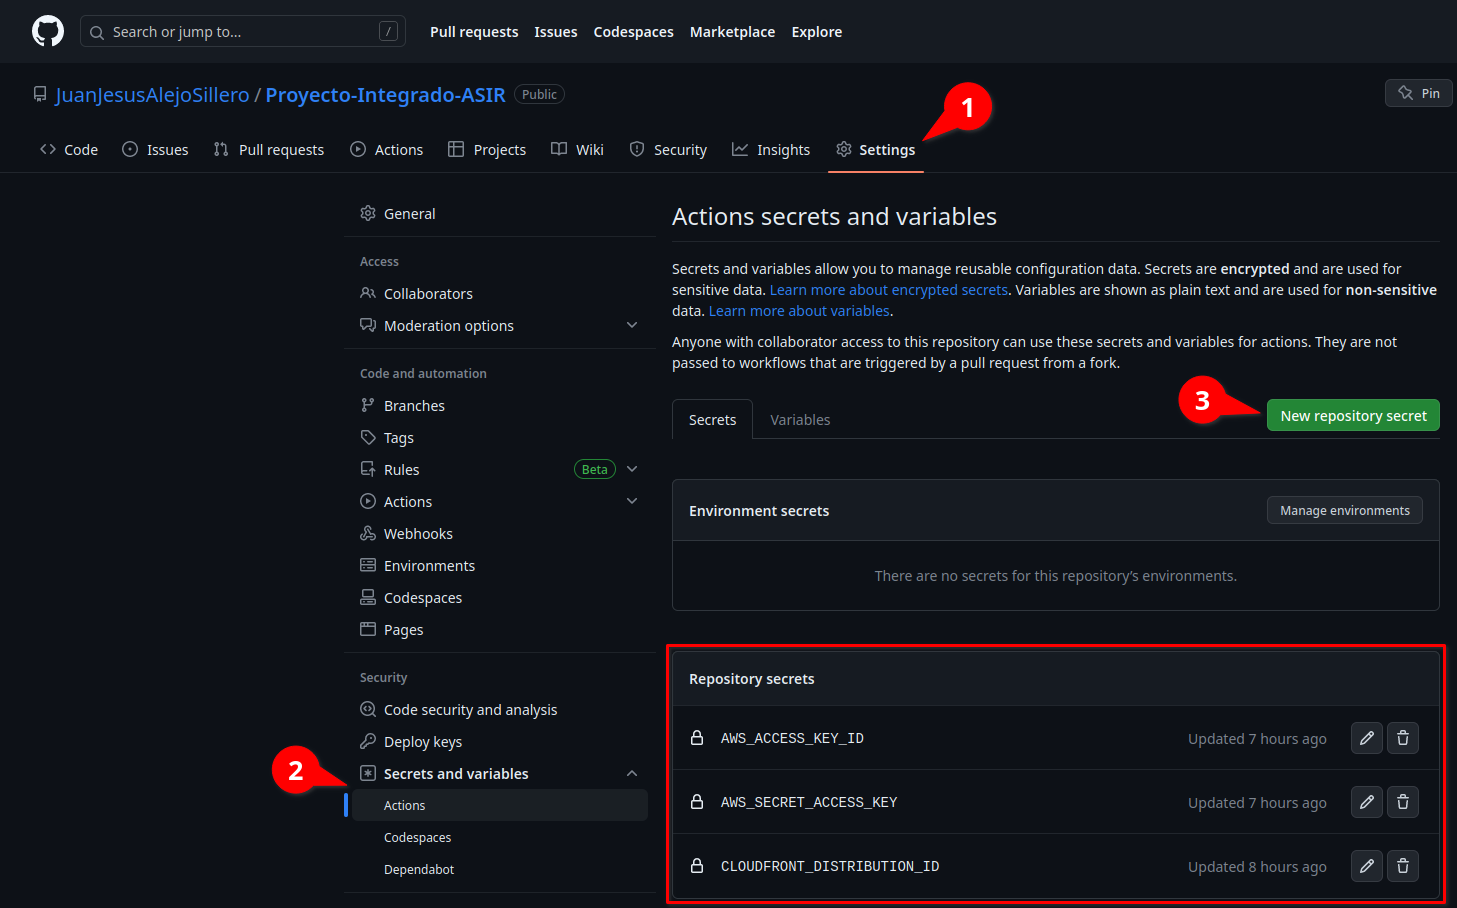 Search or jump to... /
Pull requests Issues Codespaces Marketplace Explore
JuanJesusAlejoSillero / Proyecto-Integrado-ASIR Public
Pin
1
Code Issues Pull requests Actions Projects Wiki Security Insights Settings
General
Access
Collaborators
Moderation options
Code and automation
Branches
Tags
Rules Beta
Actions
Webhooks
Environments
Codespaces
Pages
Security
Code security and analysis
Deploy keys
2
Secrets and variables
Actions
Codespaces
Dependabot
Actions secrets and variables
Secrets and variables allow you to manage reusable configuration data. Secrets are encrypted and are used for
sensitive data. Learn more about encrypted secrets. Variables are shown as plain text and are used for non-sensitive
data. Learn more about variables.
Anyone with collaborator access to this repository can use these secrets and variables for actions. They are not
passed to workflows that are triggered by a pull request from a fork.
Secrets Variables
3
New repository secret
Environment secrets
Manage environments
There are no secrets for this repository’s environments.
Repository secrets
AWS_ACCESS_KEY_ID Updated 7 hours ago
AWS_SECRET_ACCESS_KEY Updated 7 hours ago
CLOUDFRONT_DISTRIBUTION_ID Updated 8 hours ago